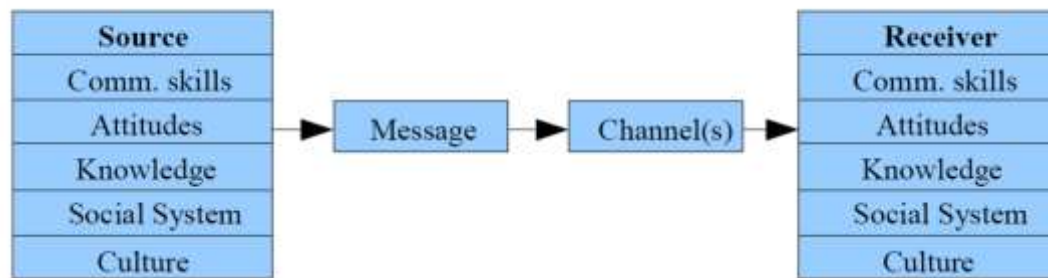 Source
Comm. skills
Attitudes
Knowledge
Social System
Culture
Message
Channel(s)
Receiver
Comm. skills
Attitudes
Knowledge
Social System
Culture